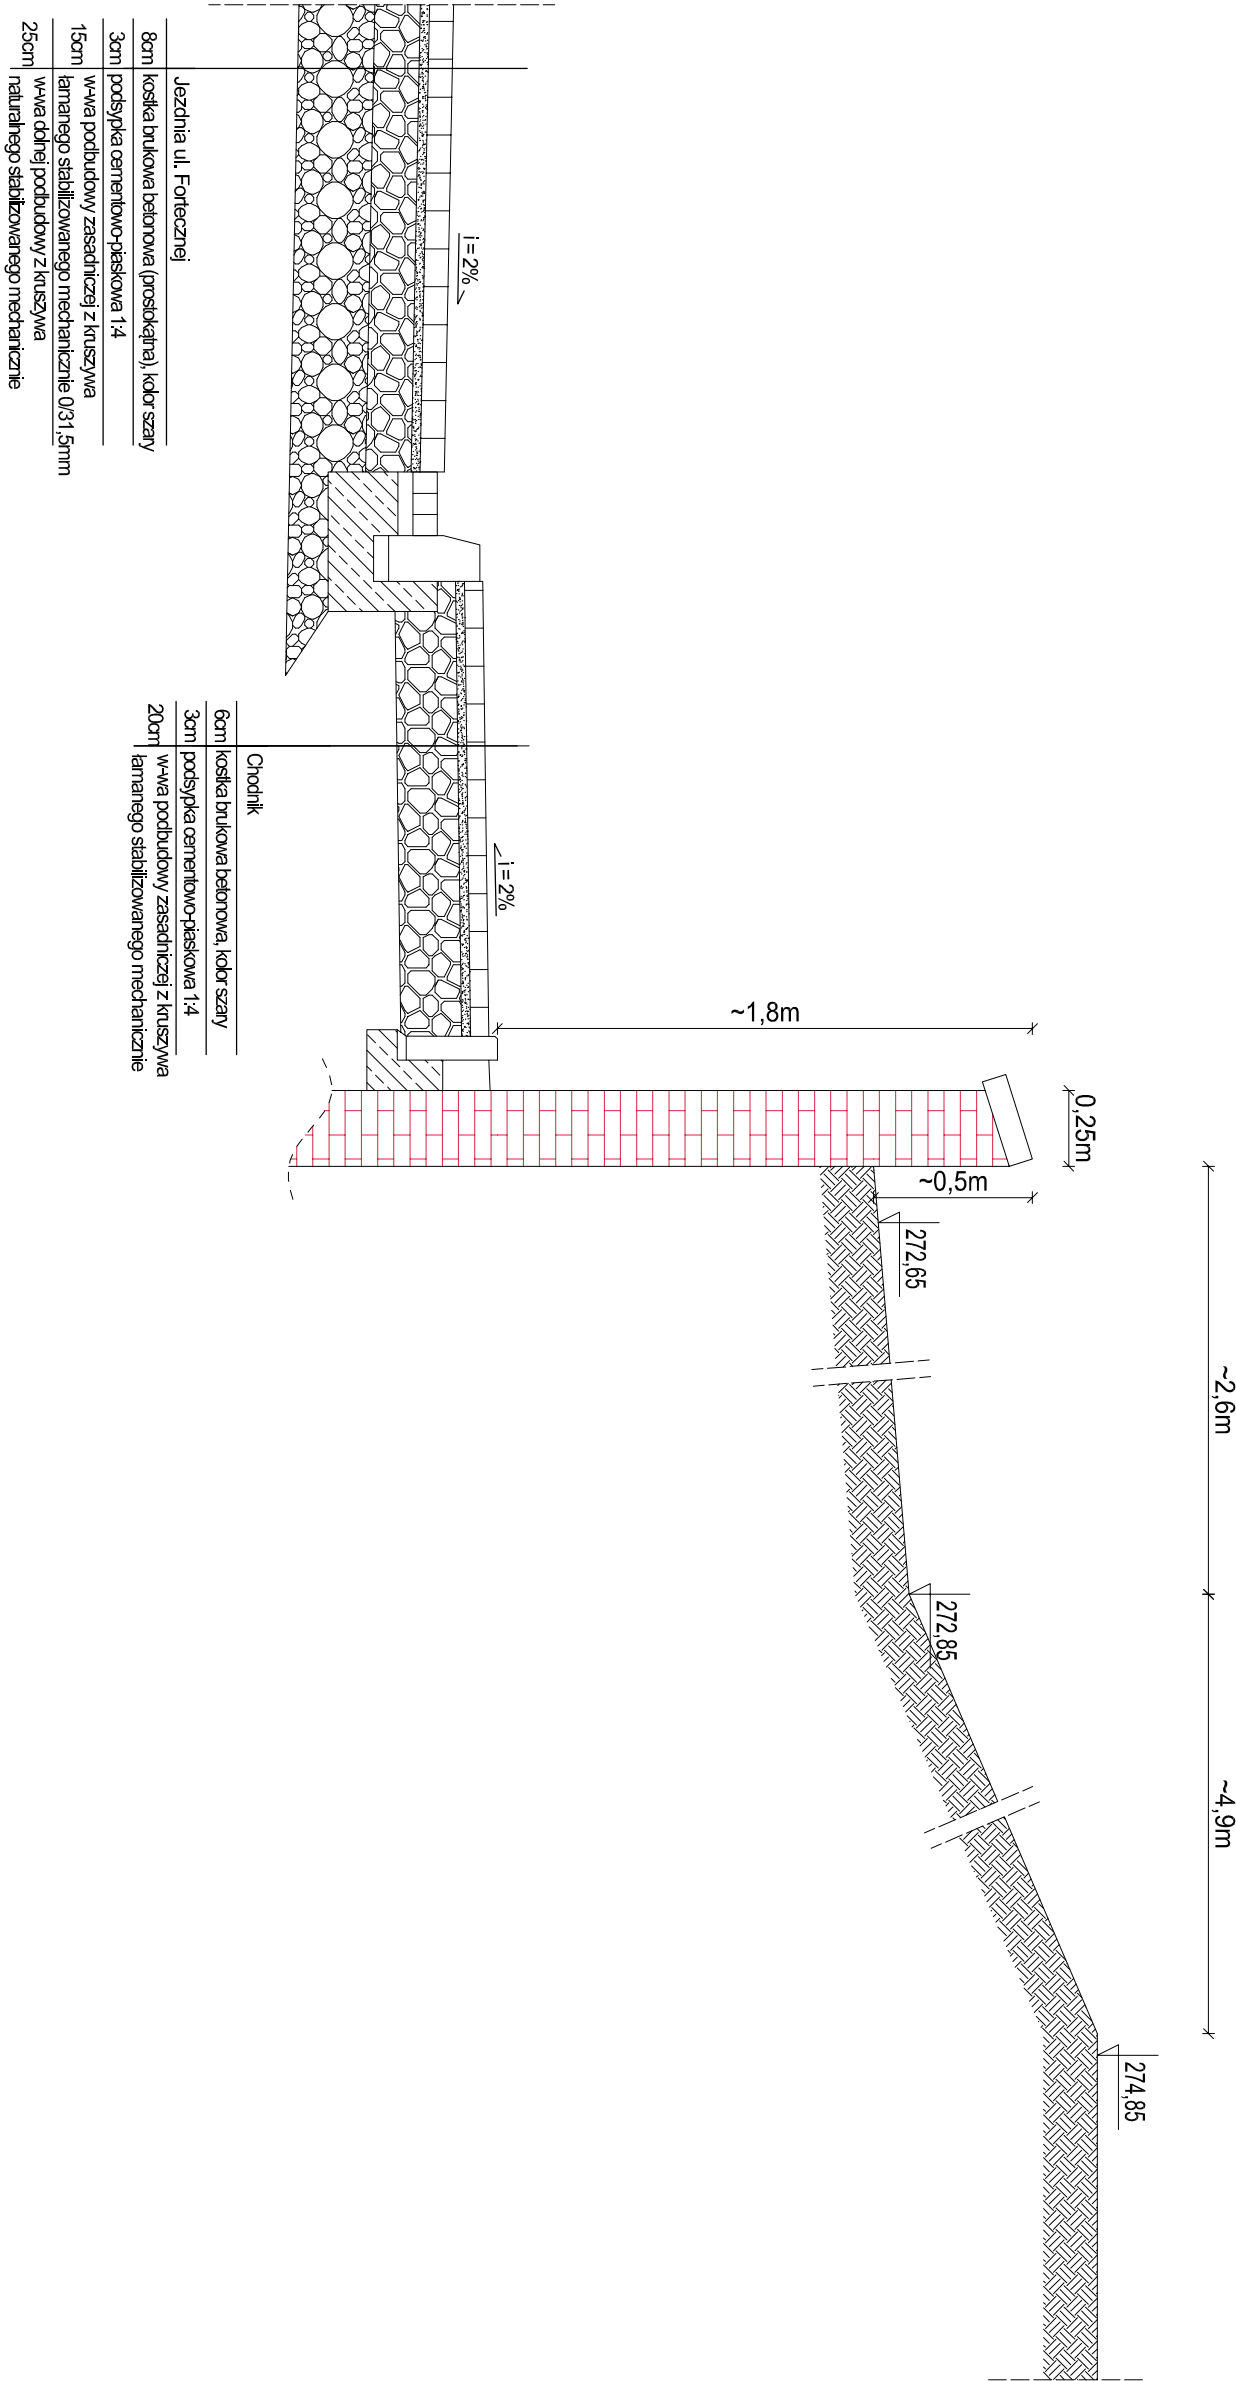 Jezdnia ul. Fortecznej
8cm kostka brukowa betonowa (prostokątna), kolor szary
3cm podsypka cementowo-piaskowa 1:4
15cm w-wa podbudowy zasadniczej z kruszywa
łamanego stabilizowanego mechanicznie 0/31,5mm
25cm w-wa dolnej podbudowy z kruszywa
naturalnego stabilizowanego mechanicznie
i = 2%
Chodnik
6cm kostka brukowa betonowa, kolor szary
3cm podsypka cementowo-piaskowa 1:4
20cm w-wa podbudowy zasadniczej z kruszywa
łamanego stabilizowanego mechanicznie
i = 2%
~1,8m
0,25m
~0,5m
272,65
~2,6m
272,85
~4,9m
274,85